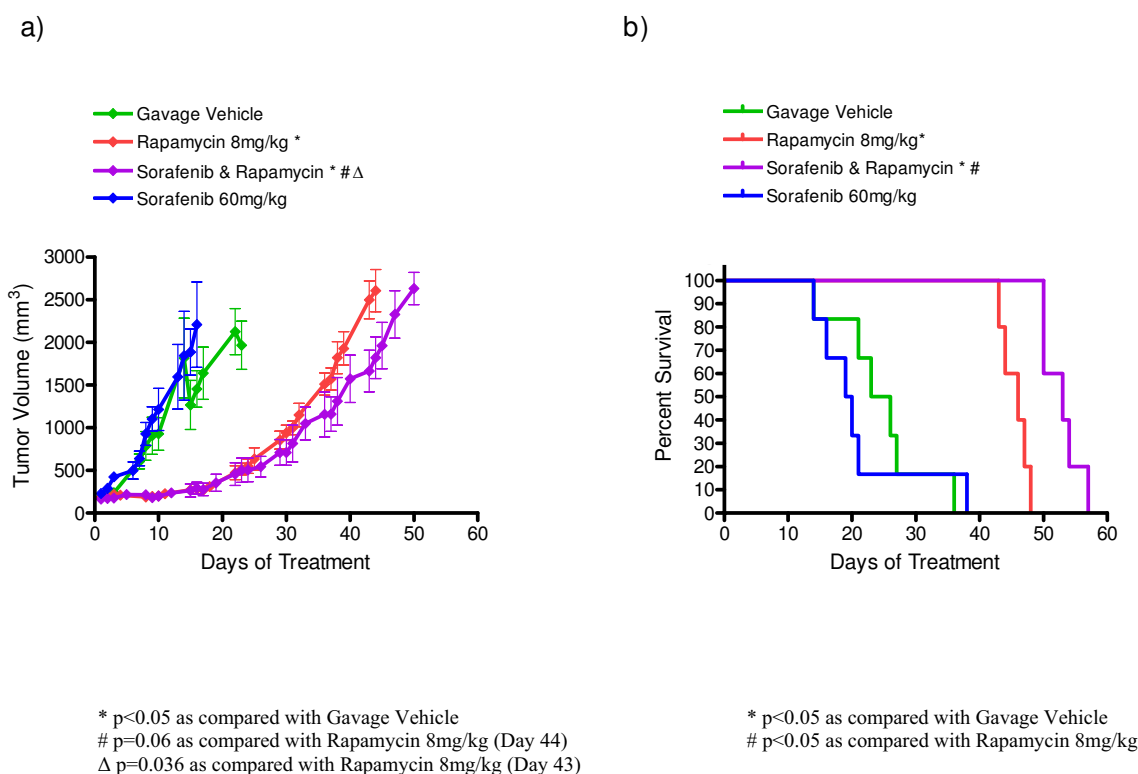 a)
Gavage Vehicle
Rapamycin 8mg/kg *
Sorafenib & Rapamycin * # Δ
Sorafenib 60mg/kg
Tumor Volume (mm³)
3000
2500
2000
1500
1000
500
0
0 10 20 30 40 50 60
Days of Treatment
* p<0.05 as compared with Gavage Vehicle
# p=0.06 as compared with Rapamycin 8mg/kg (Day 44)
Δ p=0.036 as compared with Rapamycin 8mg/kg (Day 43)
b)
Gavage Vehicle
Rapamycin 8mg/kg*
Sorafenib & Rapamycin * #
Sorafenib 60mg/kg
Percent Survival
100
90
80
70
60
50
40
30
20
10
0
0 10 20 30 40 50 60
Days of Treatment
* p<0.05 as compared with Gavage Vehicle
# p<0.05 as compared with Rapamycin 8mg/kg